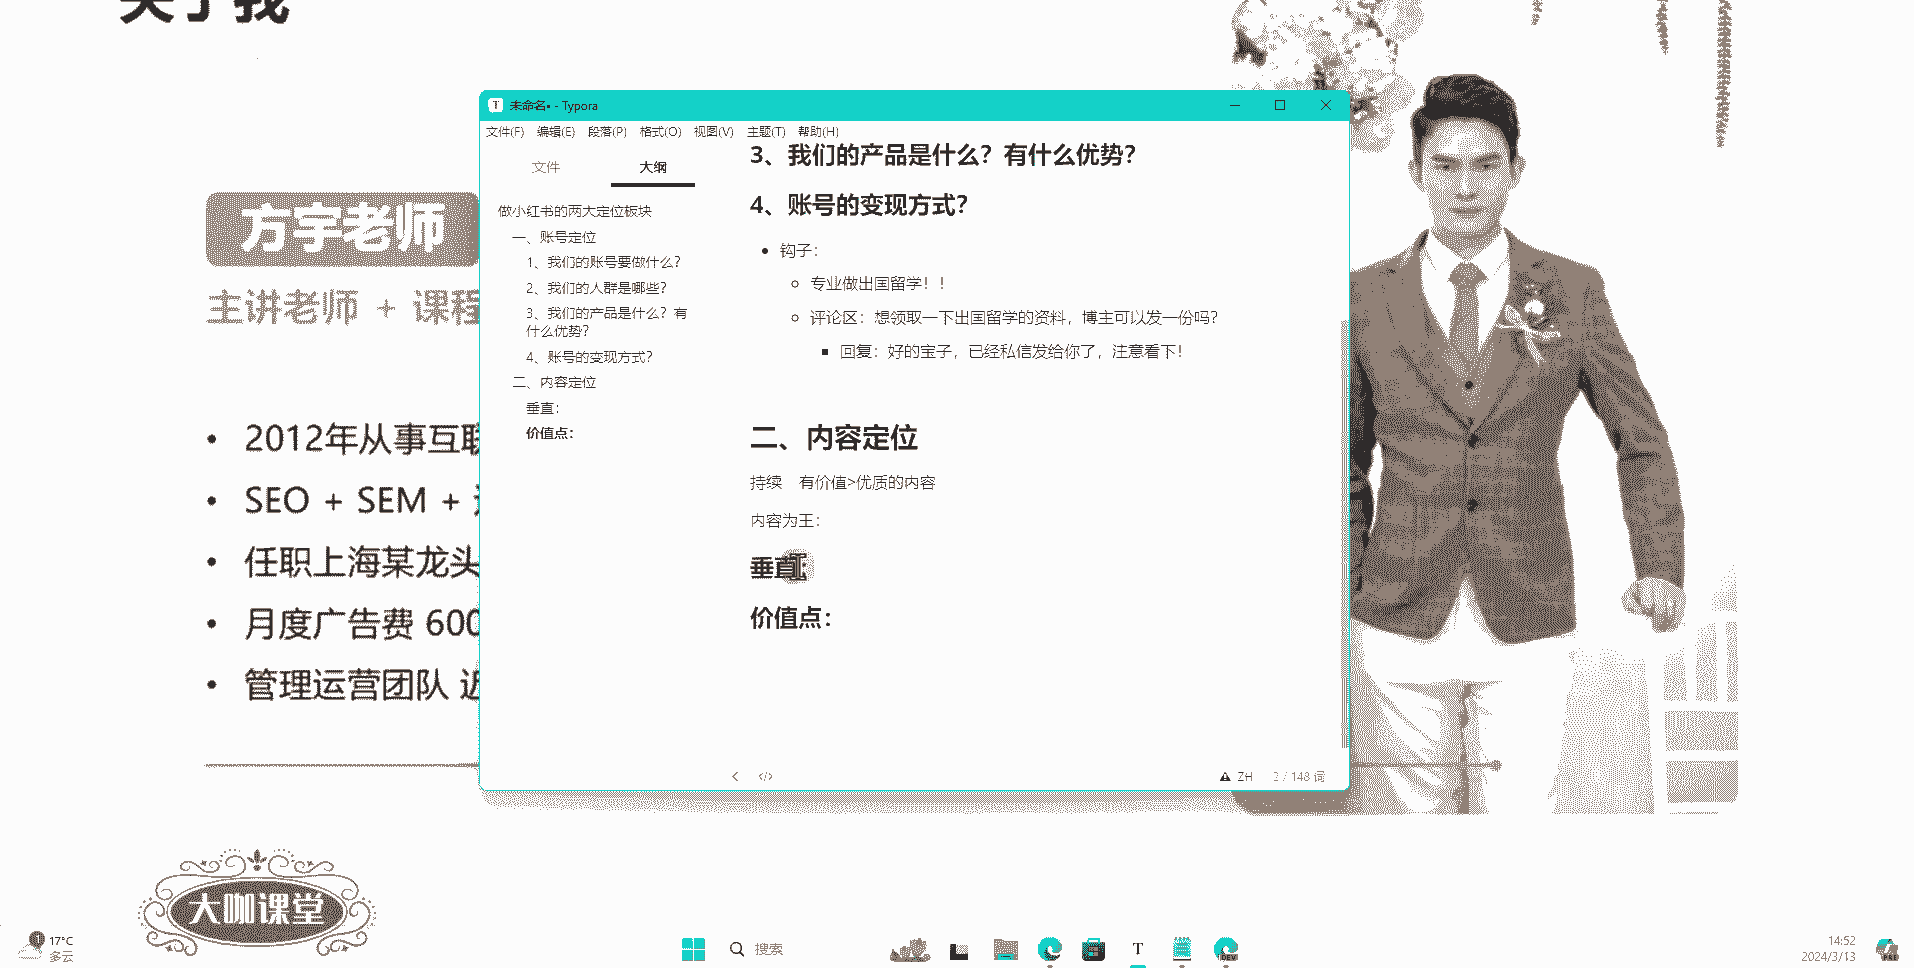 关于我
方宇老师
主讲老师 + 课程
• 2012年从事互联
• SEO + SEM +
• 任职上海某龙头
• 月度广告费 600
• 管理运营团队 近
大咖课堂
未命名• - Typora
文件(F) 编辑(E) 段落(P) 格式(O) 视图(V) 主题(T) 帮助(H)
文件 大纲
做小红书的两大定位板块
一、账号定位
1、我们的账号要做什么？
2、我们的人群是哪些？
3、我们的产品是什么？有
什么优势？
4、账号的变现方式？
二、内容定位
垂直：
价值点：
3、我们的产品是什么？有什么优势？
4、账号的变现方式？
• 钩子：
专业做出国留学！！
评论区：想领取一下出国留学的资料，博主可以发一份吗？
回复：好的宝子，已经私信发给你了，注意看下！
二、内容定位
持续 有价值>优质的内容
内容为王：
垂直：
价值点：
ZH 2 / 148 词
1
17°C
多云
搜索
T
DEV
14:52
2024/3/13
PRE